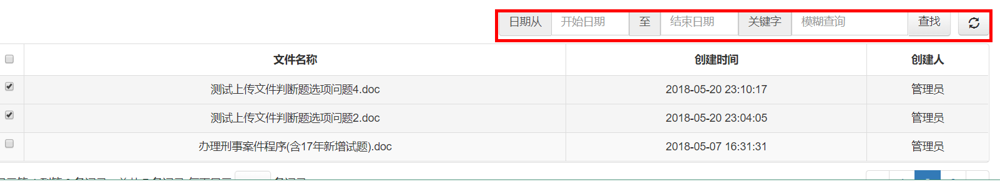 日期从 开始日期 至 结束日期 关键字 模糊查询 查找
文件名称 创建时间 创建人
测试上传文件判断题选项问题4.doc 2018-05-20 23:10:17 管理员
测试上传文件判断题选项问题2.doc 2018-05-20 23:04:05 管理员
办理刑事案件程序(含17年新增试题).doc 2018-05-07 16:31:31 管理员